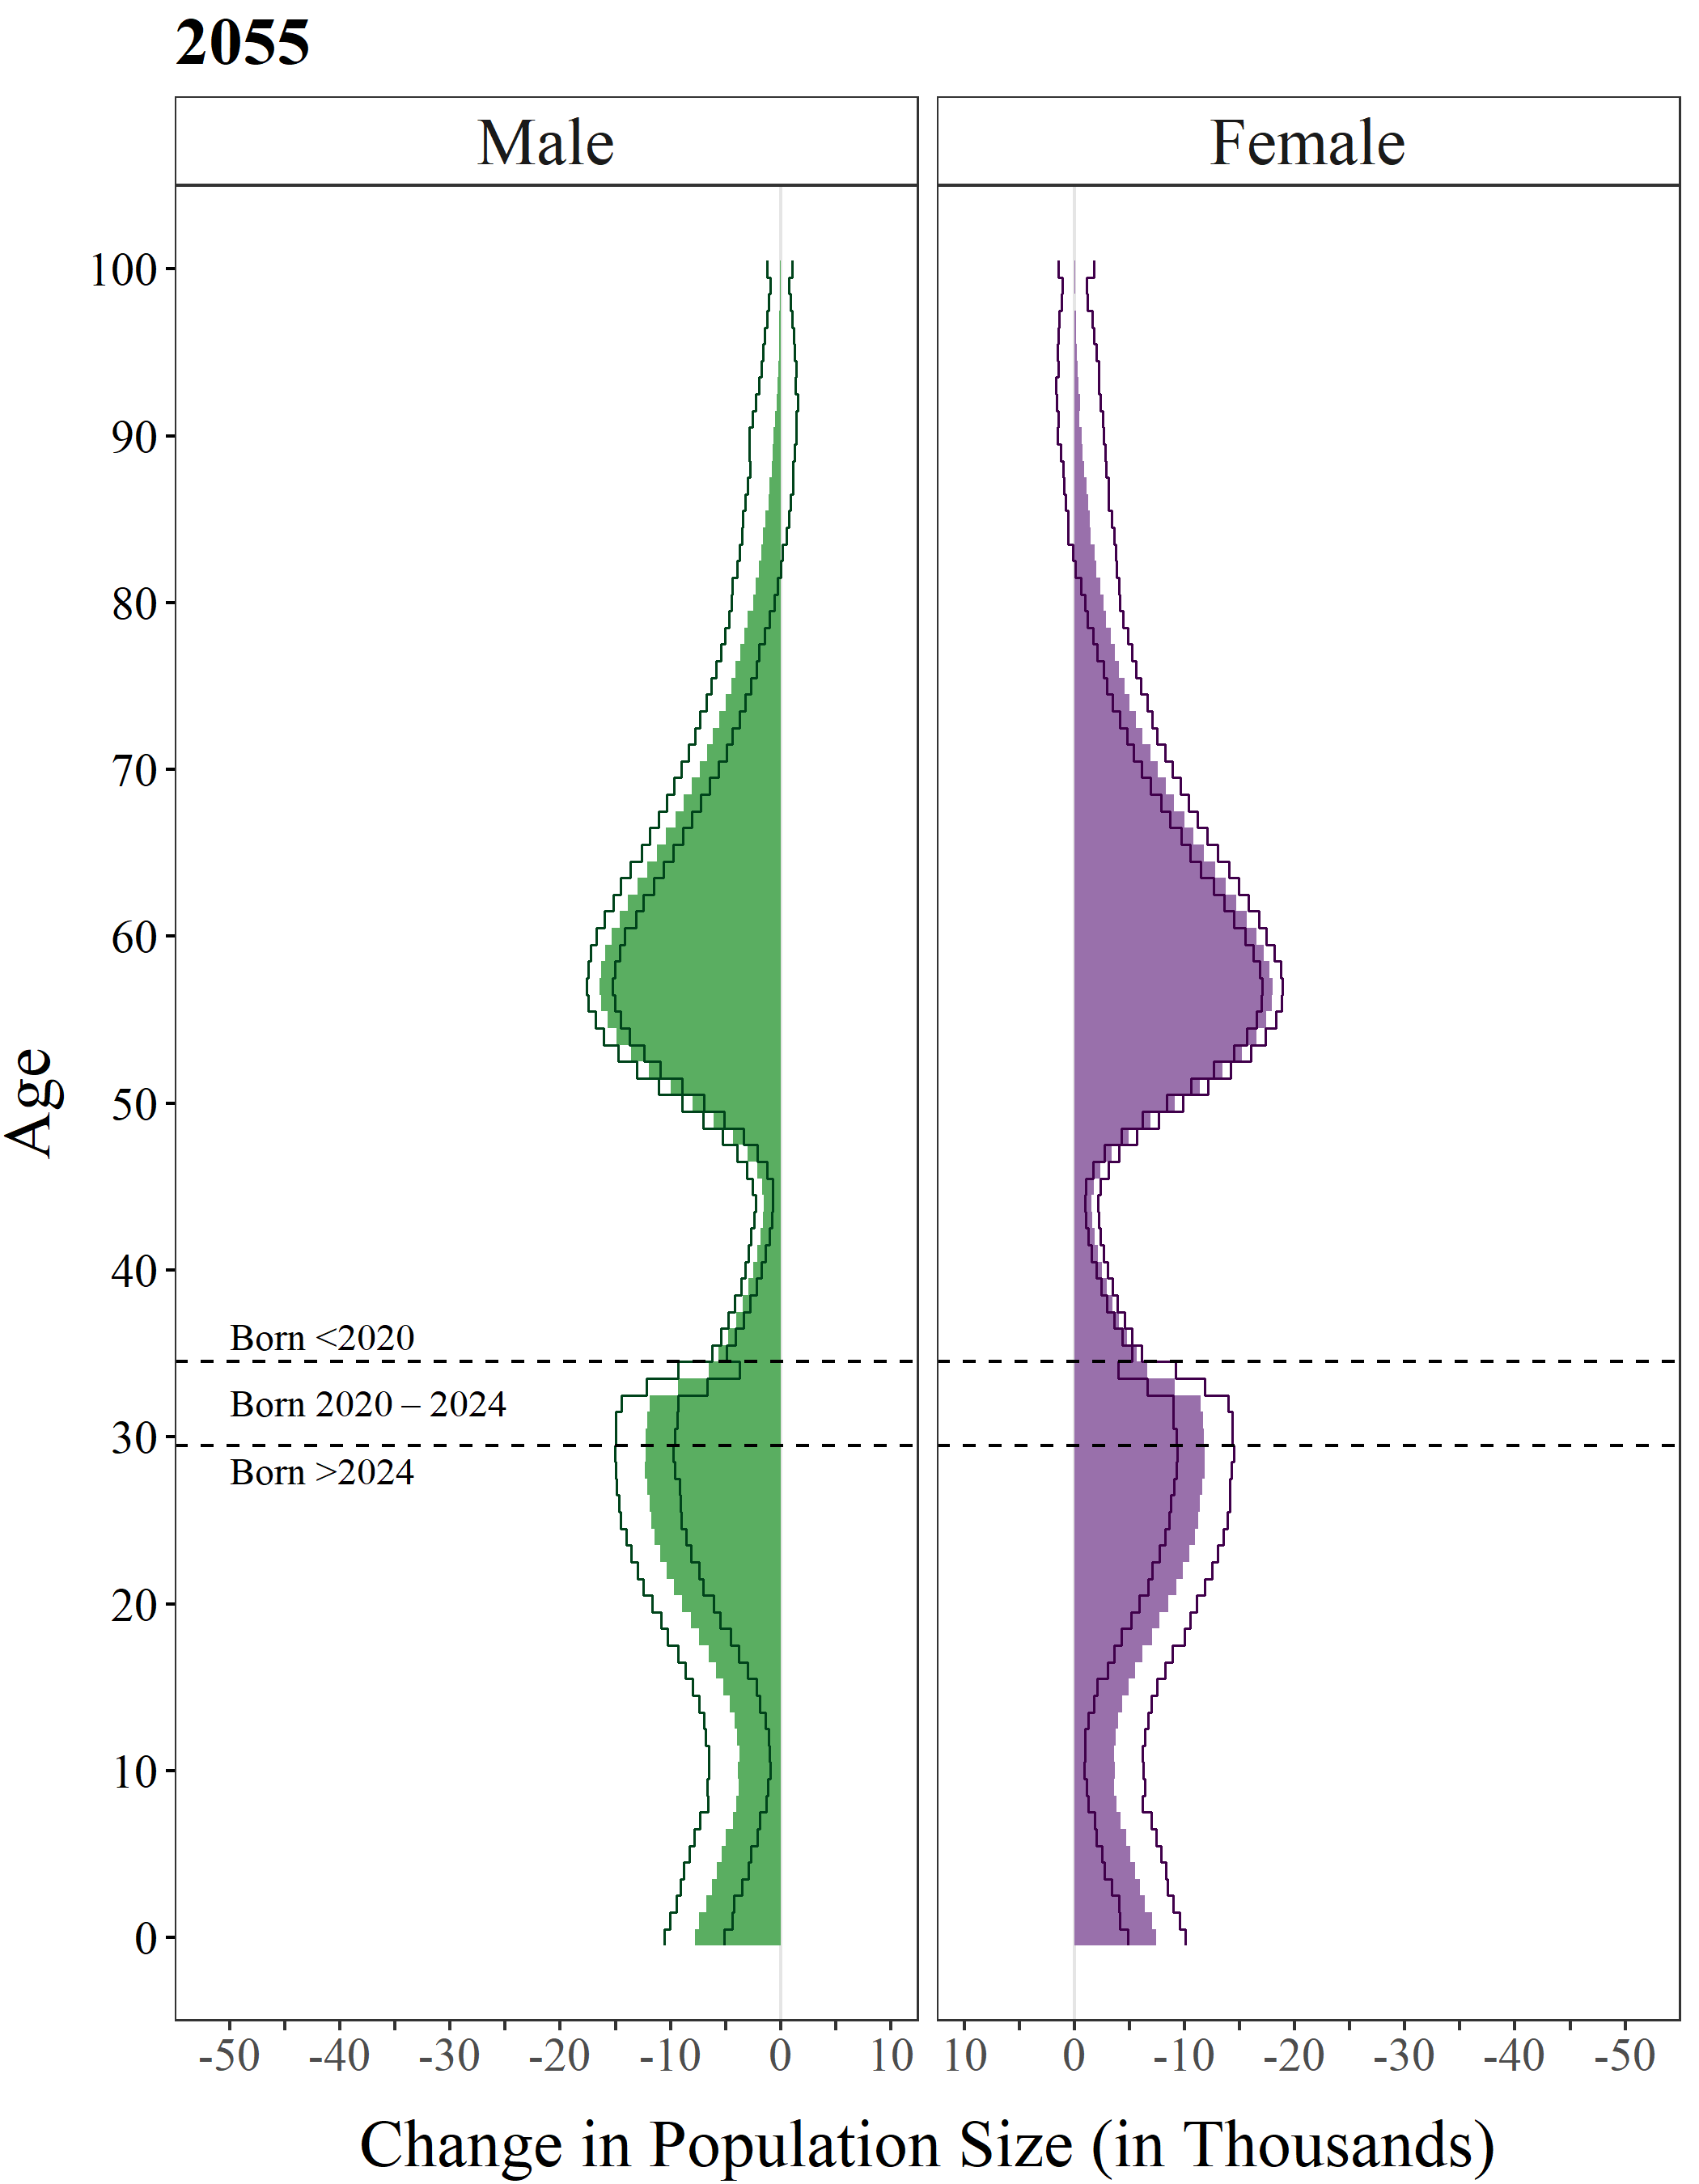 2055
Male
Female
100
90
80
70
60
50
40
30
20
10
0
Age
Born <2020
Born 2020 – 2024
Born >2024
-50 -40 -30 -20 -10 0 10
10 0 -10 -20 -30 -40 -50
Change in Population Size (in Thousands)